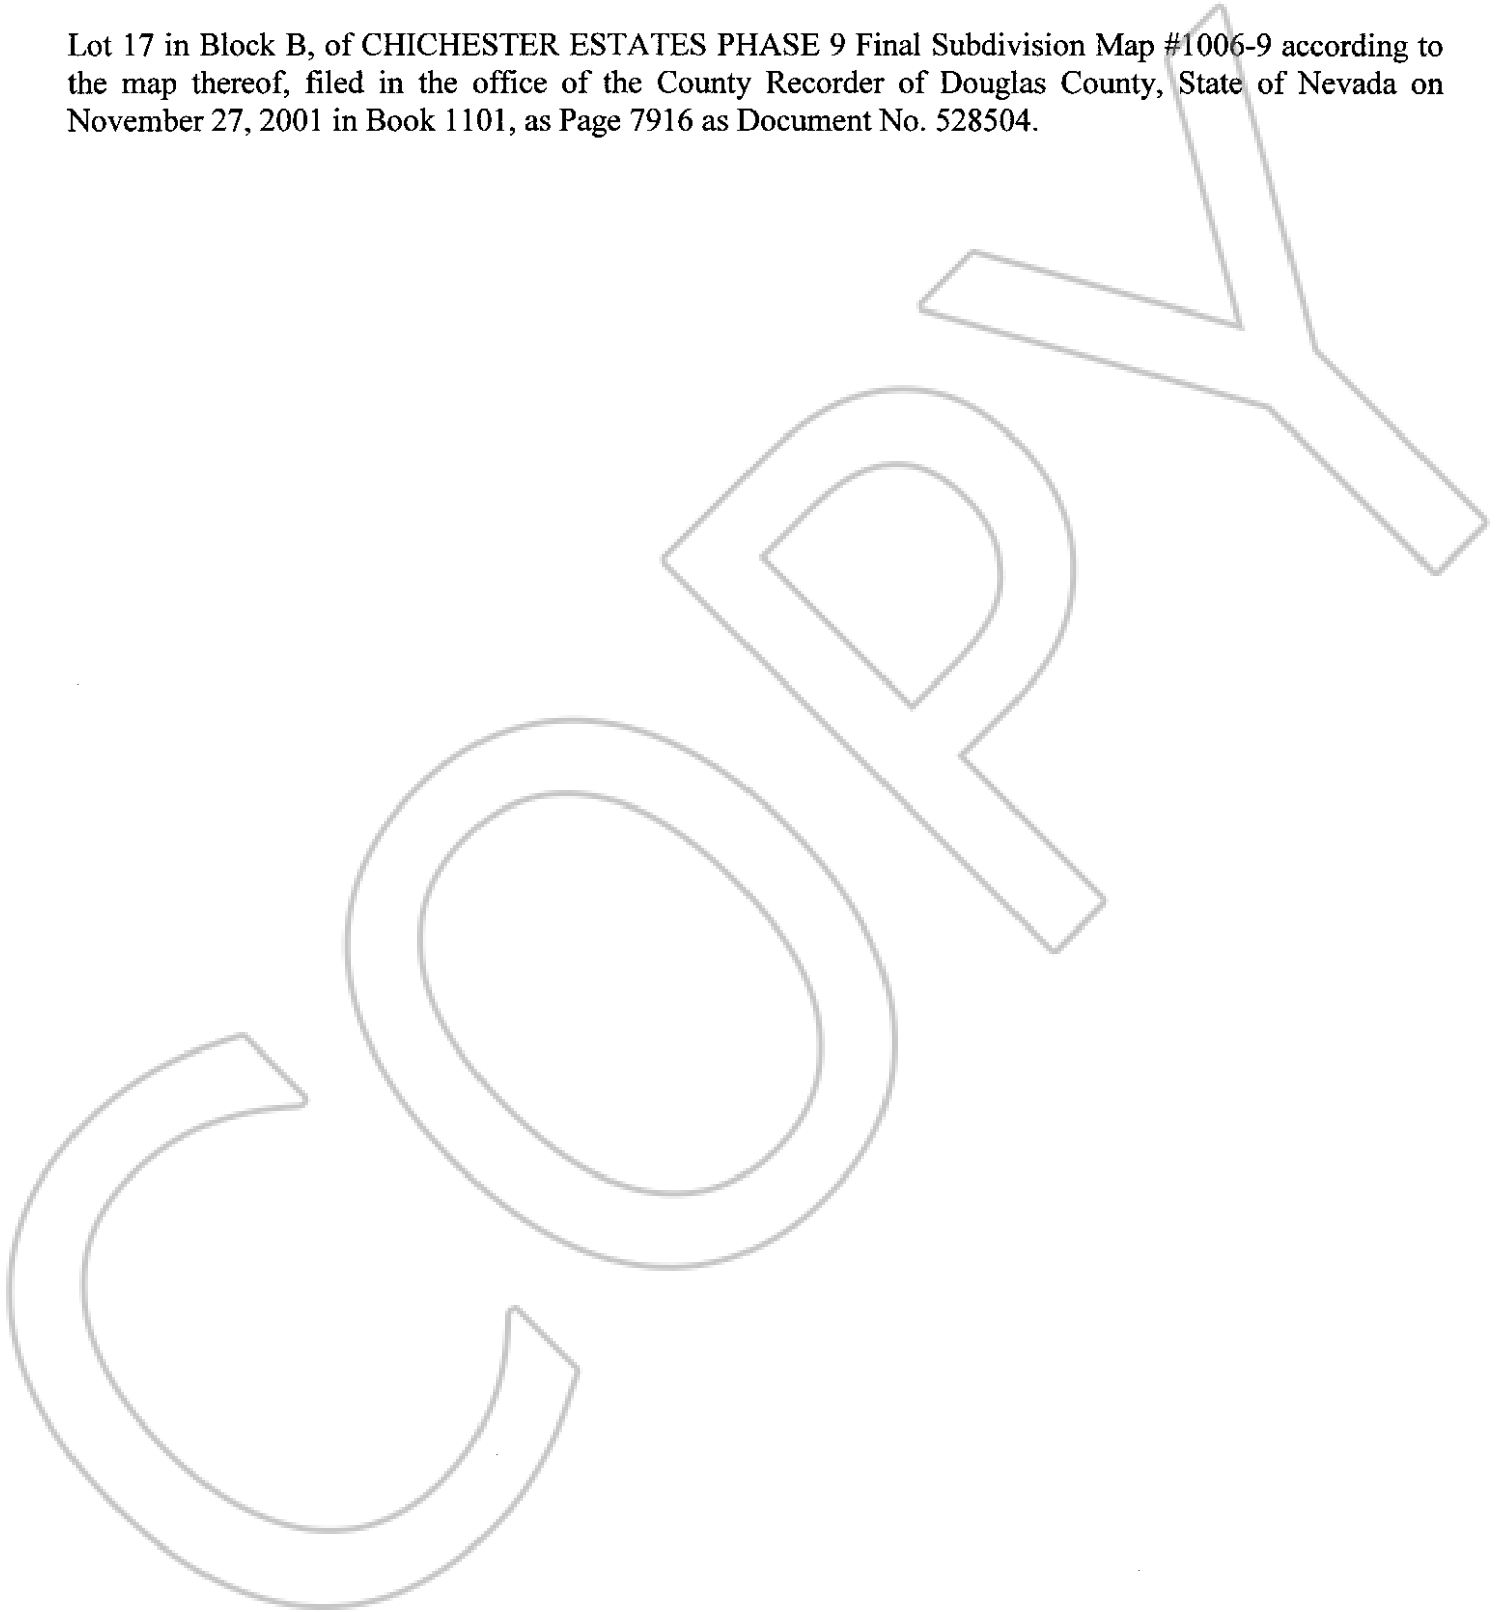 Lot 17 in Block B, of CHICHESTER ESTATES PHASE 9 Final Subdivision Map #1006-9 according to
the map thereof, filed in the office of the County Recorder of Douglas County, State of Nevada on
November 27, 2001 in Book 1101, as Page 7916 as Document No. 528504.
COPY